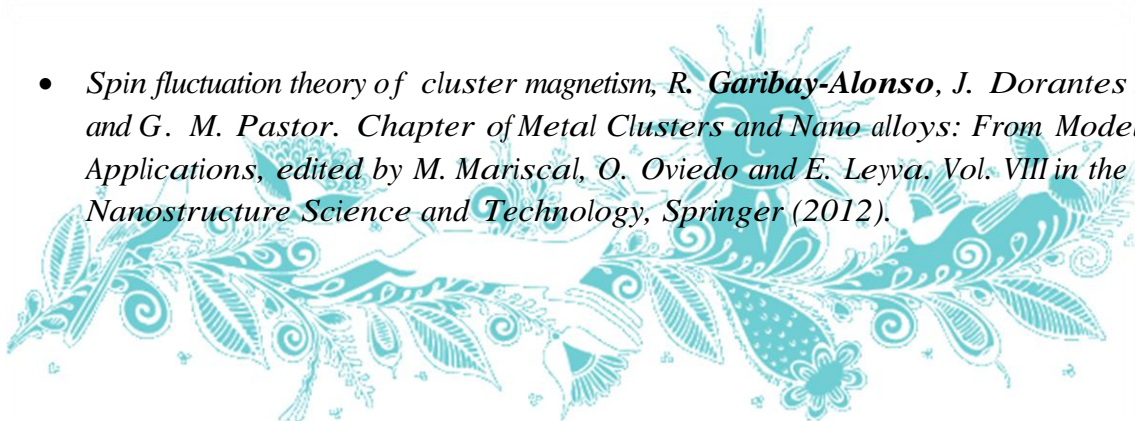 • Spin fluctuation theory of cluster magnetism, R. Garibay-Alonso, J. Dorantes
and G. M. Pastor. Chapter of Metal Clusters and Nano alloys: From Model
Applications, edited by M. Mariscal, O. Oviedo and E. Leyva. Vol. VIII in the
Nanostructure Science and Technology, Springer (2012).